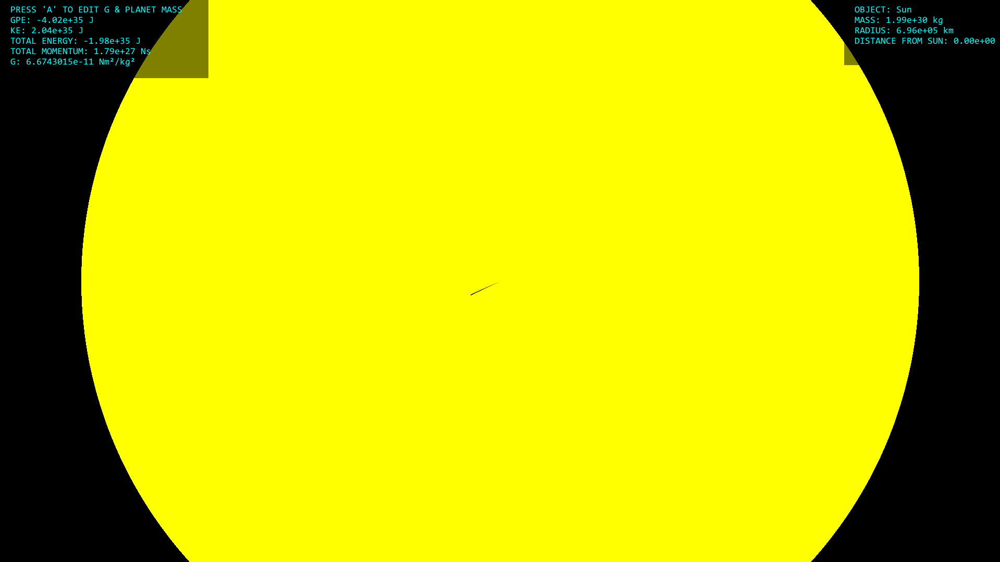 PRESS 'A' TO EDIT G & PLANET MASS
GPE: -4.02e+35 J
KE: 2.04e+35 J
TOTAL ENERGY: -1.98e+35 J
TOTAL MOMENTUM: 1.79e+27 Ns
G: 6.6743015e-11 Nm²/kg²
OBJECT: Sun
MASS: 1.99e+30 kg
RADIUS: 6.96e+05 km
DISTANCE FROM SUN: 0.00e+00